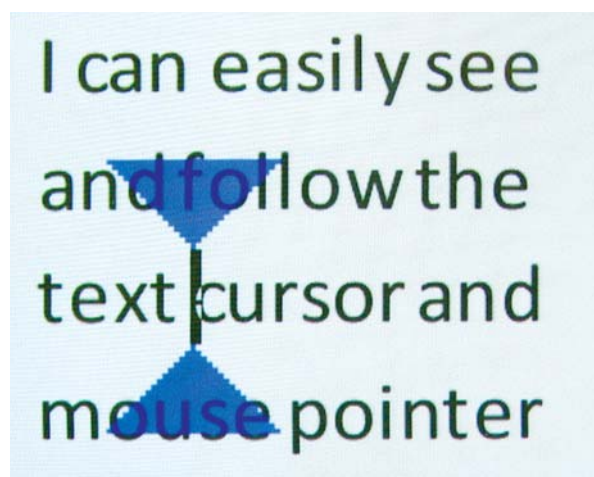 I can easily see
and follow the
text cursor and
mouse pointer